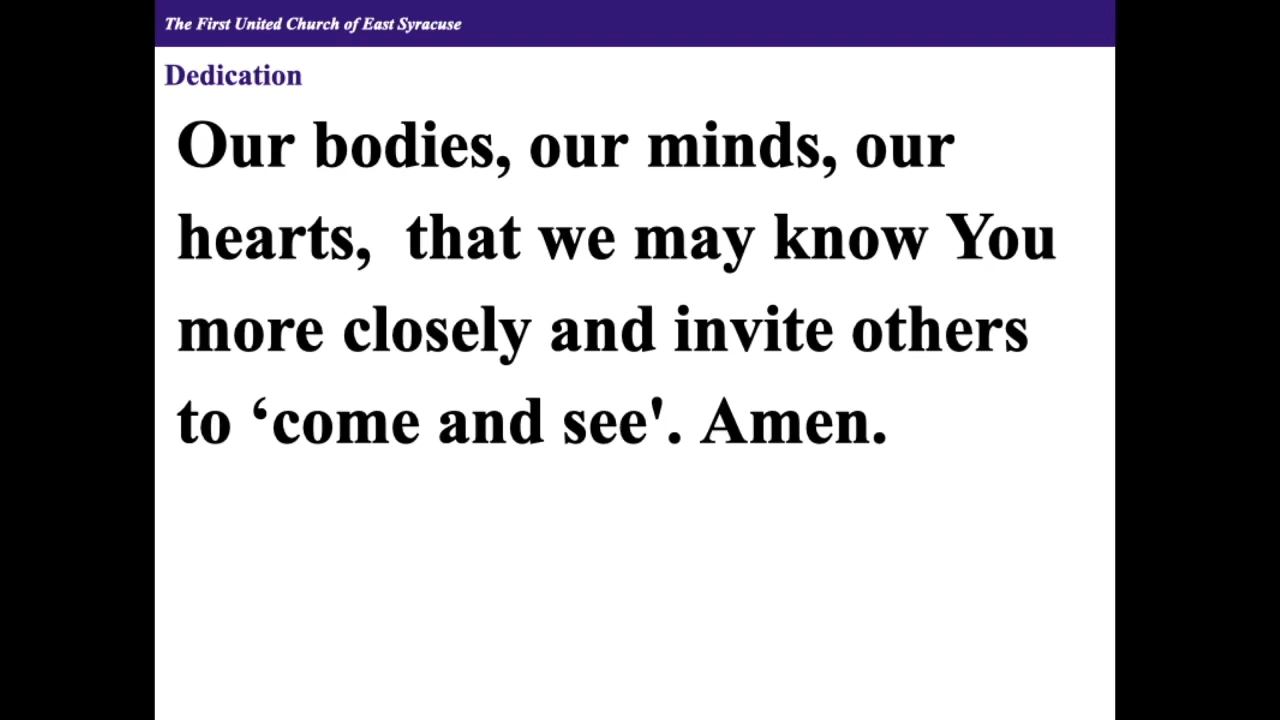 The First United Church of East Syracuse
Dedication
Our bodies, our minds, our
hearts,  that we may know You
more closely and invite others
to ‘come and see'. Amen.